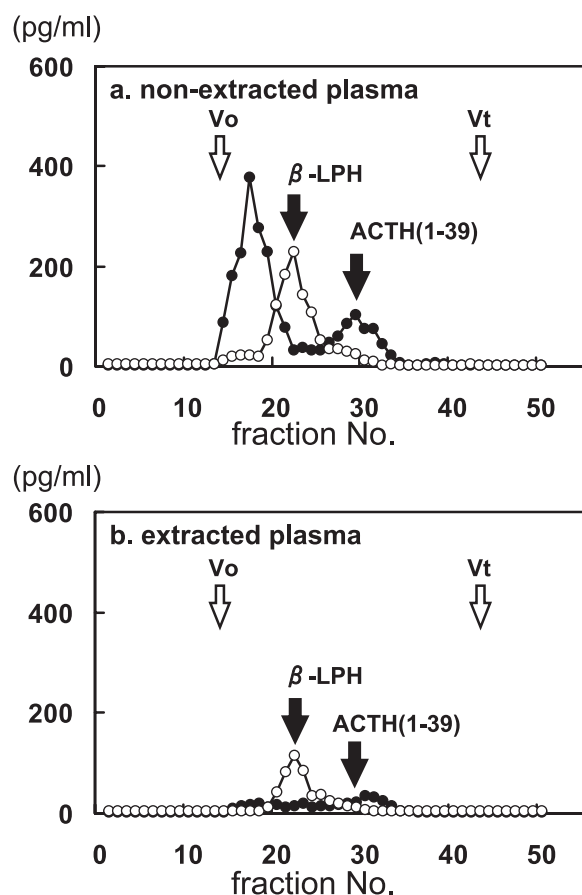 (pg/ml)
600
a. non-extracted plasma
Vo
Vt
400
β-LPH
ACTH(1-39)
200
0
0 10 20 30 40 50
fraction No.
(pg/ml)
600
b. extracted plasma
Vo
Vt
400
β-LPH
200
ACTH(1-39)
0
0 10 20 30 40 50
fraction No.